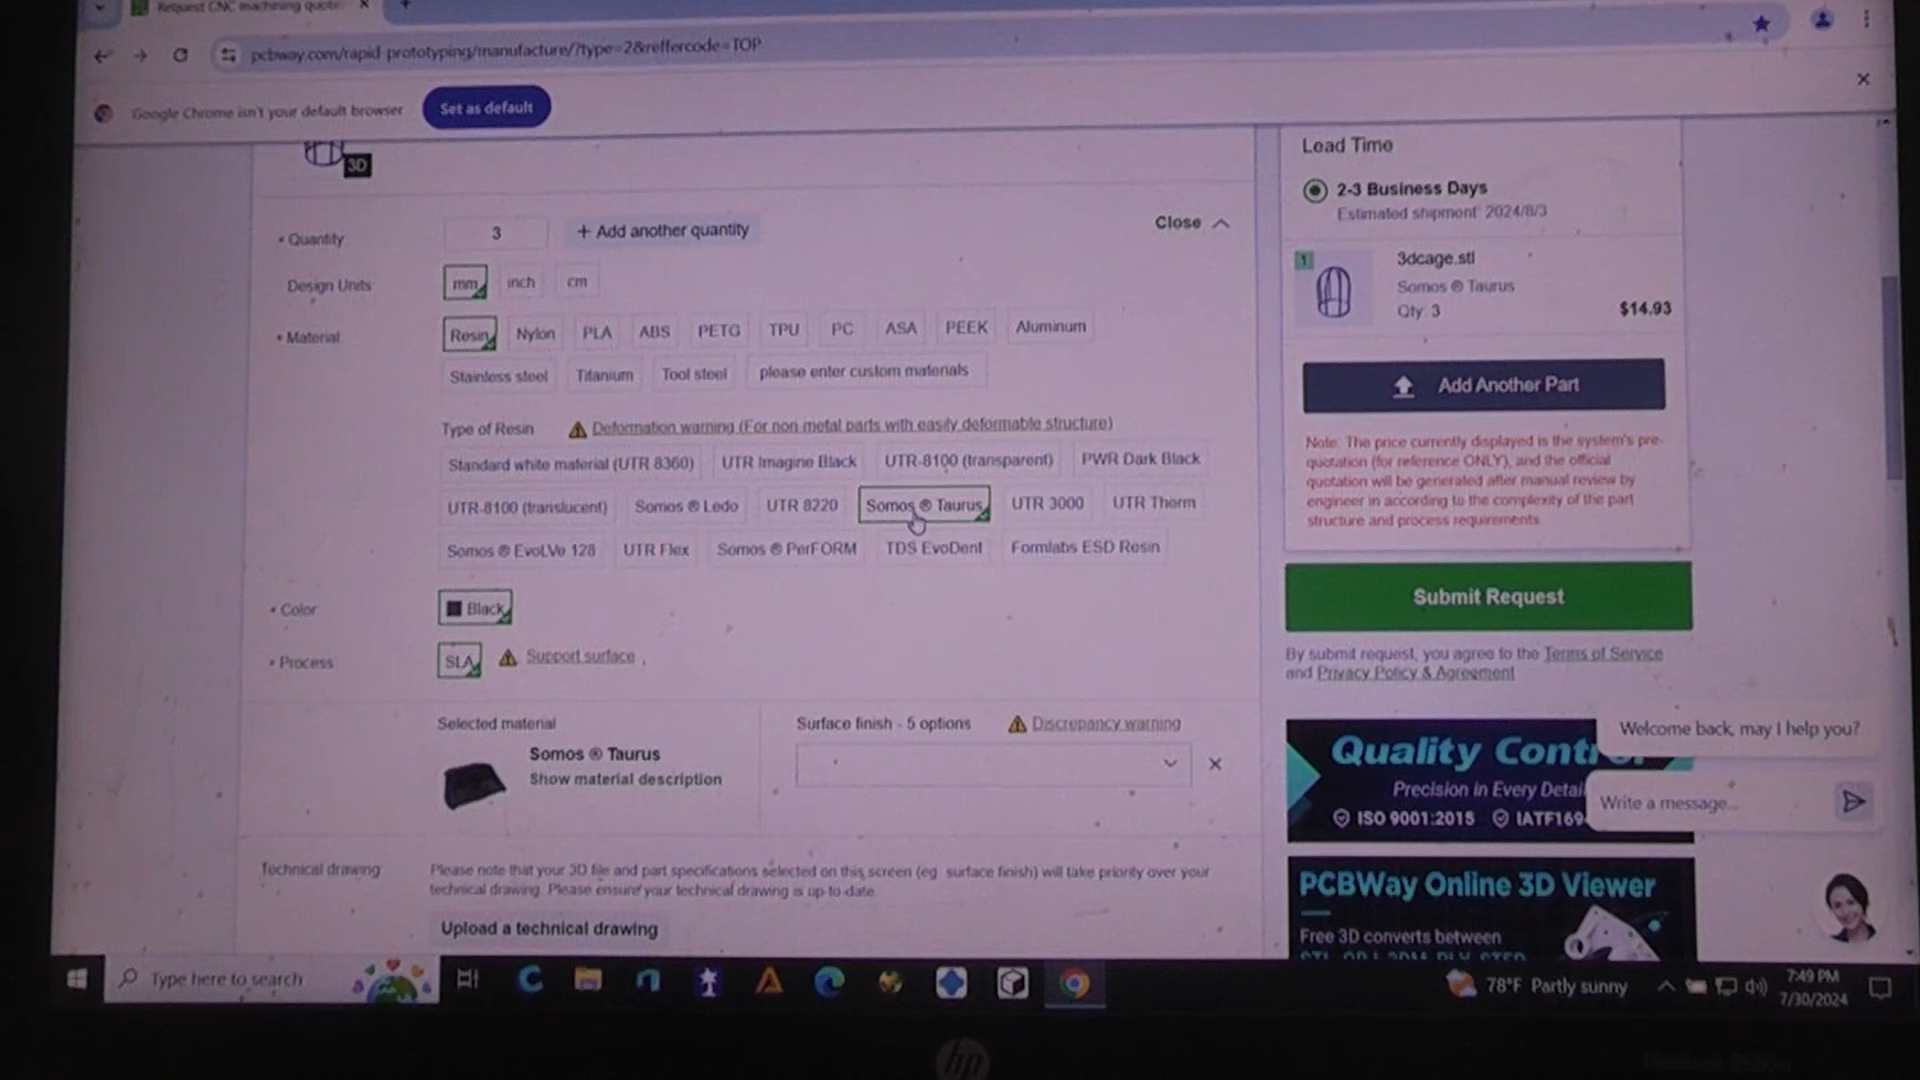 Request CNC machining quote
pcbway.com/rapid-prototyping/manufacture/?type=2&reffercode=TOP
Google Chrome isn't your default browser
Set as default
3D
Quantity
3
+ Add another quantity
Close
Design Units
mm
inch
cm
Material
Resin
Nylon
PLA
ABS
PETG
TPU
PC
ASA
PEEK
Aluminum
Stainless steel
Titanium
Tool steel
please enter custom materials
Type of Resin
Deformation warning (For non metal parts with easily deformable structure)
Standard white material (UTR 8360)
UTR Imagine Black
UTR-8100 (transparent)
PWR Dark Black
UTR-8100 (translucent)
Somos ® Ledo
UTR 8220
Somos ® Taurus
UTR 3000
UTR Therm
Somos ® EvoLVe 128
UTR Flex
Somos ® PerFORM
TDS EvoDent
Formlabs ESD Resin
Color
Black
Process
SLA
Support surface
Selected material
Somos ® Taurus
Show material description
Surface finish - 5 options
Discrepancy warning
Technical drawing
Please note that your 3D file and part specifications selected on this screen (eg. surface finish) will take priority over your
technical drawing. Please ensure your technical drawing is up-to-date
Upload a technical drawing
Lead Time
2-3 Business Days
Estimated shipment: 2024/8/3
1
3dcage.stl
Somos ® Taurus
Qty: 3
$14.93
Add Another Part
Note: The price currently displayed is the system's pre-
quotation (for reference ONLY), and the official
quotation will be generated after manual review by
engineer in according to the complexity of the part
structure and process requirements.
Submit Request
By submit request, you agree to the Terms of Service
and Privacy Policy & Agreement
Quality Contr
Precision in Every Detai
ISO 9001:2015
IATF169
Welcome back, may I help you?
Write a message...
PCBWay Online 3D Viewer
Free 3D converts between
Type here to search
78°F Partly sunny
7:49 PM
7/30/2024
hp